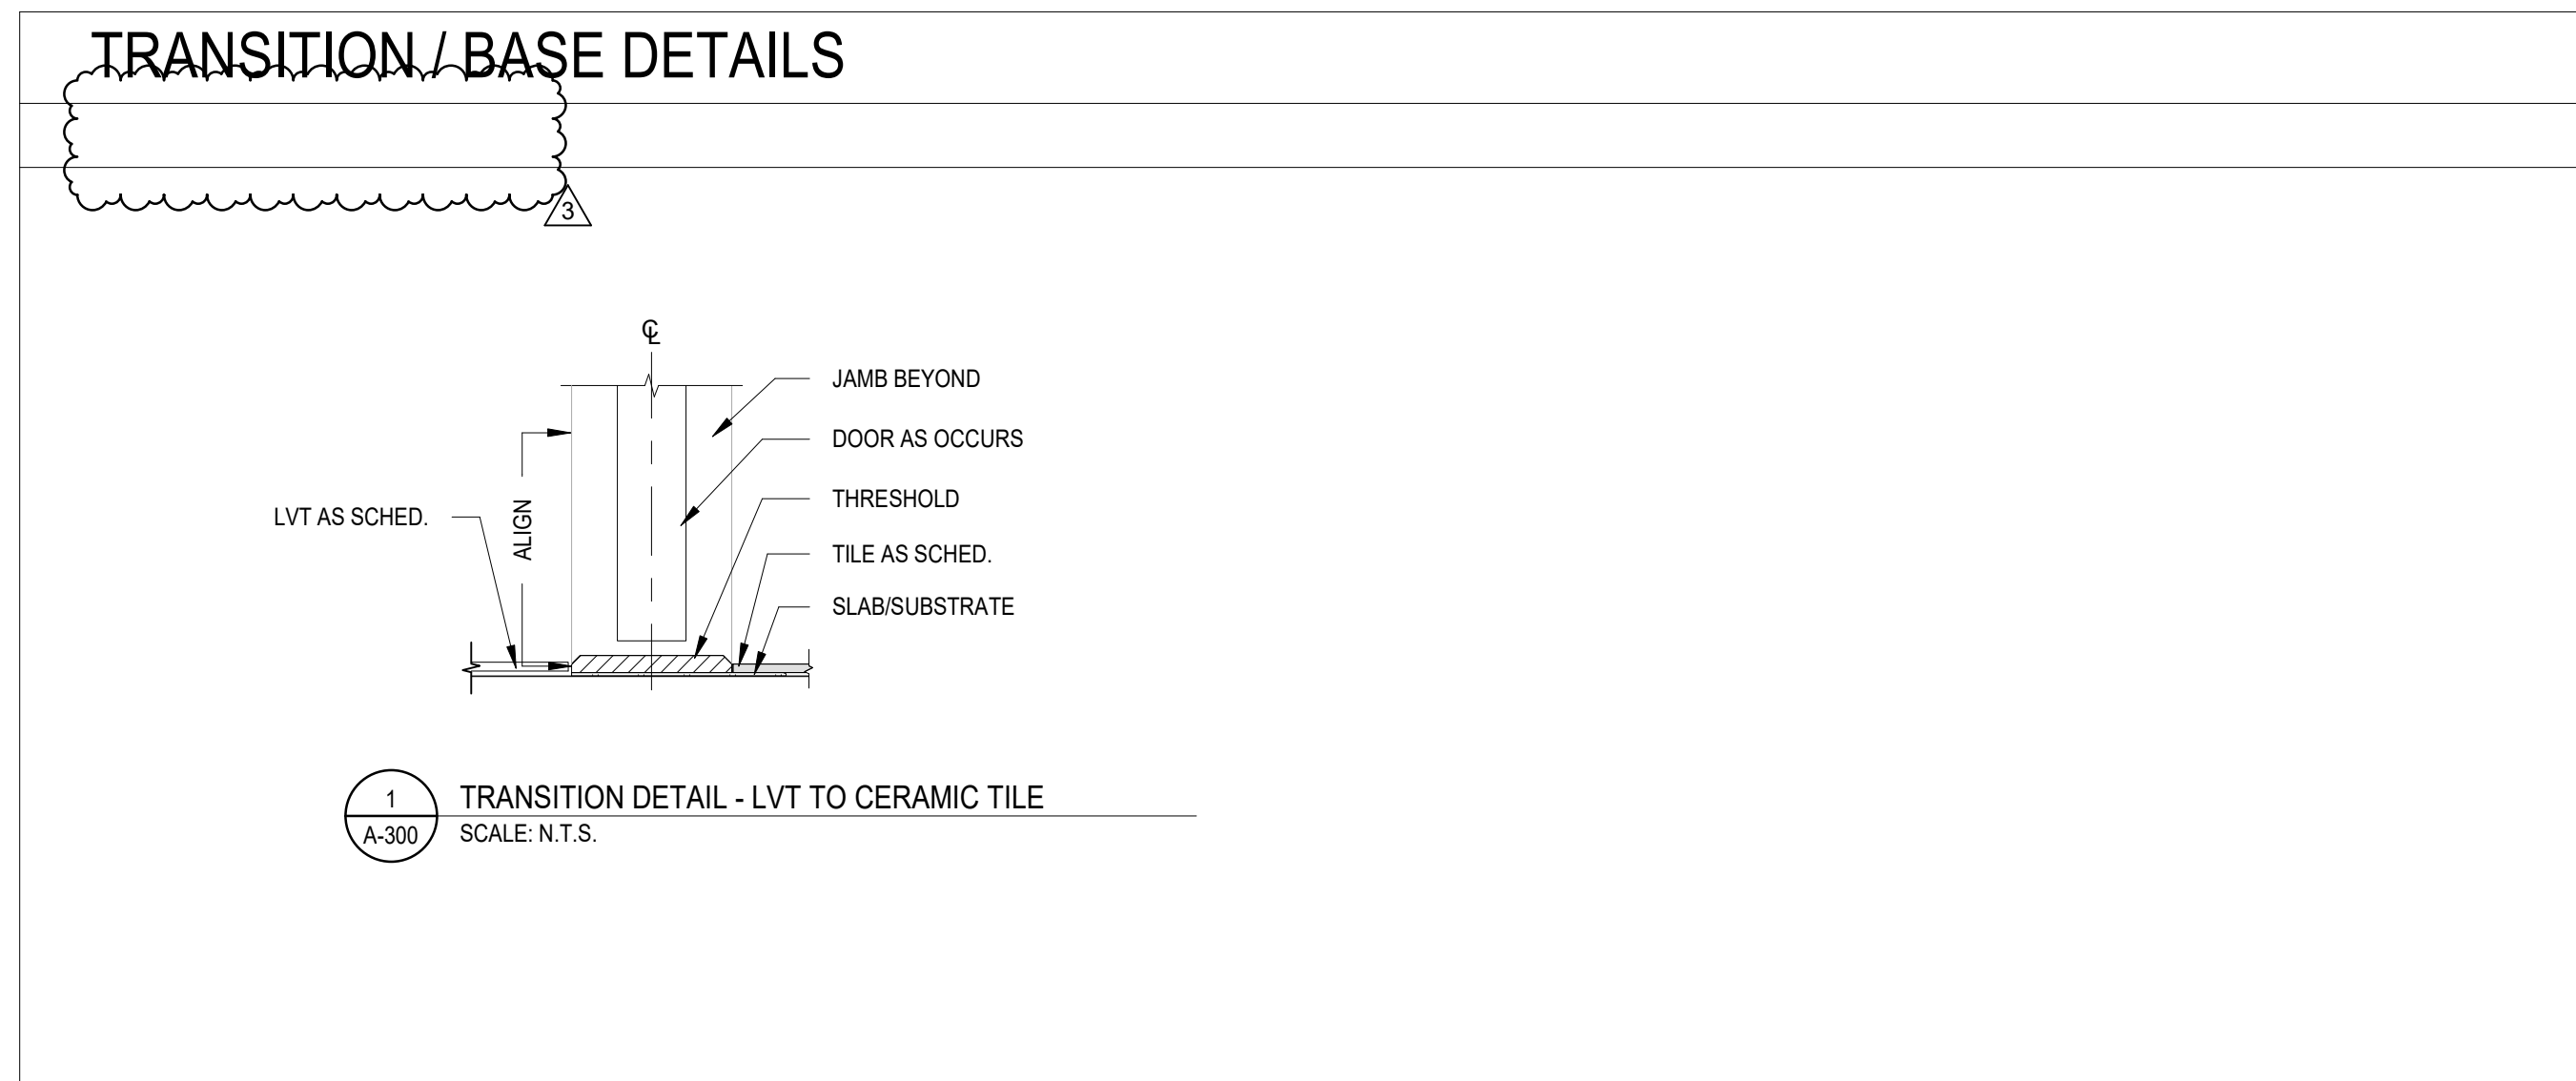 TRANSITION / BASE DETAILS
3
℄
JAMB BEYOND
DOOR AS OCCURS
THRESHOLD
LVT AS SCHED.
ALIGN
TILE AS SCHED.
SLAB/SUBSTRATE
1
A-300
TRANSITION DETAIL - LVT TO CERAMIC TILE
SCALE: N.T.S.